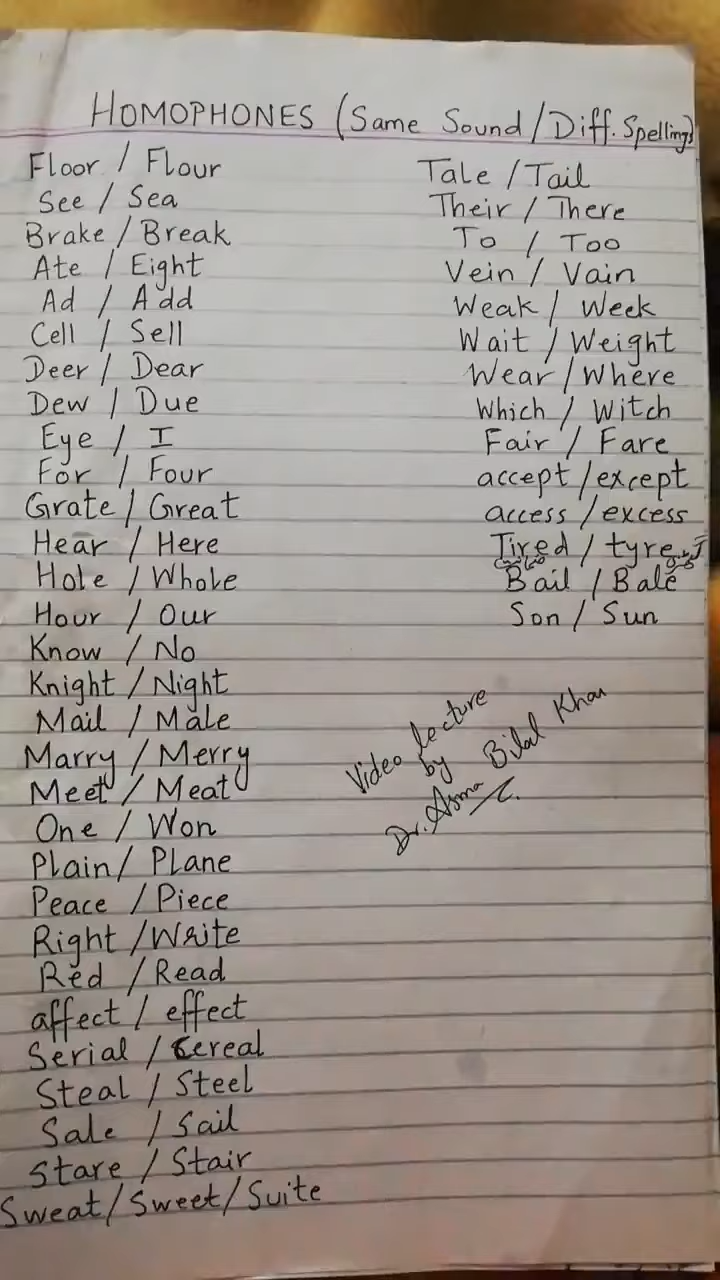 HOMOPHONES (Same Sound/Diff. Spelling)
Floor / Flour
See / Sea
Brake / Break
Ate / Eight
Ad / Add
Cell / Sell
Deer / Dear
Dew / Due
Eye / I
For / Four
Grate / Great
Hear / Here
Hole / Whole
Hour / Our
Know / No
Knight / Night
Mail / Male
Marry / Merry
Meet / Meat
One / Won
Plain / Plane
Peace / Piece
Right / Write
Red / Read
affect / effect
Serial / Cereal
Steal / Steel
Sale / Sail
Stare / Stair
Sweat/Sweet/Suite
Tale / Tail
Their / There
To / Too
Vein / Vain
Weak / Week
Wait / Weight
Wear / Where
Which / Witch
Fair / Fare
accept / except
access / excess
Tired / tyre
Bail / Bale
Son / Sun
Video lecture
by
Dr. Asma Bilal Khan